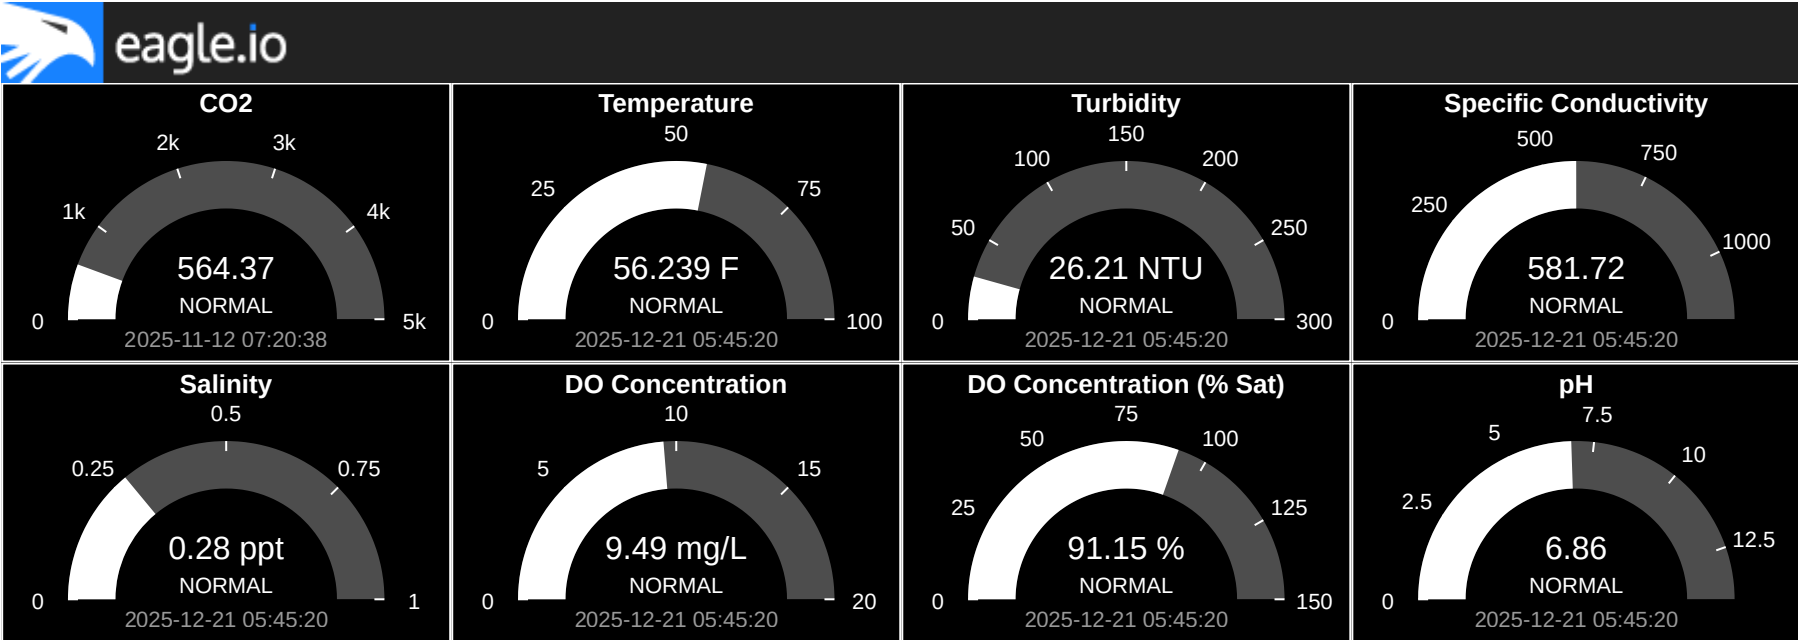 eagle.io
CO2
0
1k
2k
3k
4k
5k
564.37
NORMAL
2025-11-12 07:20:38
Temperature
0
25
50
75
100
56.239 F
NORMAL
2025-12-21 05:45:20
Turbidity
0
50
100
150
200
250
300
26.21 NTU
NORMAL
2025-12-21 05:45:20
Specific Conductivity
0
250
500
750
1000
581.72
NORMAL
2025-12-21 05:45:20
Salinity
0
0.25
0.5
0.75
1
0.28 ppt
NORMAL
2025-12-21 05:45:20
DO Concentration
0
5
10
15
20
9.49 mg/L
NORMAL
2025-12-21 05:45:20
DO Concentration (% Sat)
0
25
50
75
100
125
150
91.15 %
NORMAL
2025-12-21 05:45:20
pH
0
2.5
5
7.5
10
12.5
6.86
NORMAL
2025-12-21 05:45:20